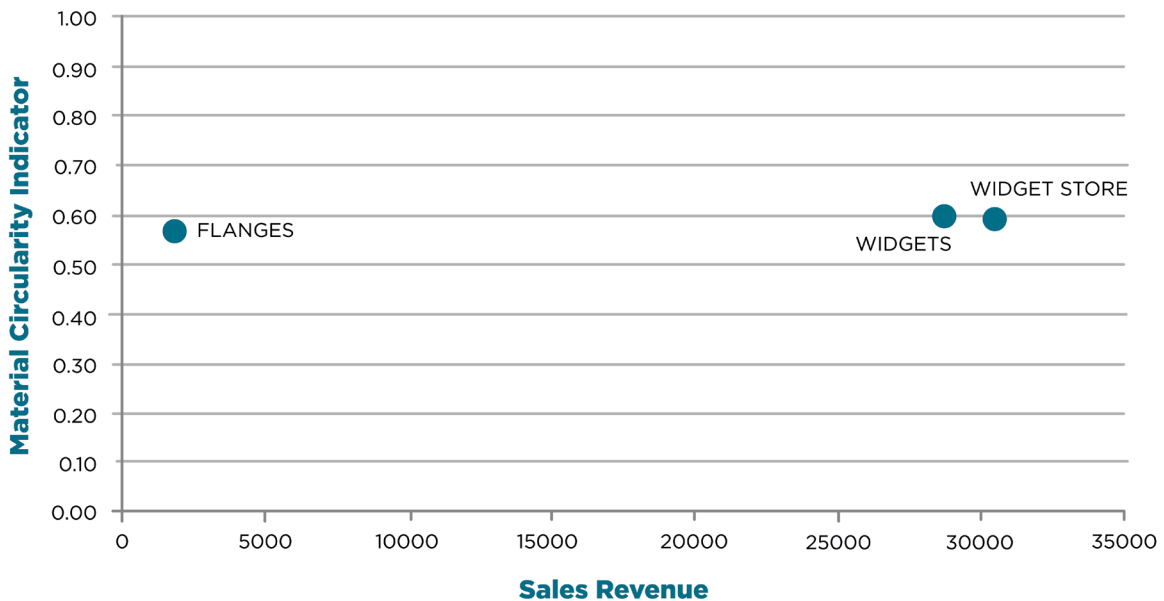 Material Circularity Indicator
1.00
0.90
0.80
0.70
0.60
0.50
0.40
0.30
0.20
0.10
0.00
WIDGET STORE
FLANGES
WIDGETS
0 5000 10000 15000 20000 25000 30000 35000
Sales Revenue